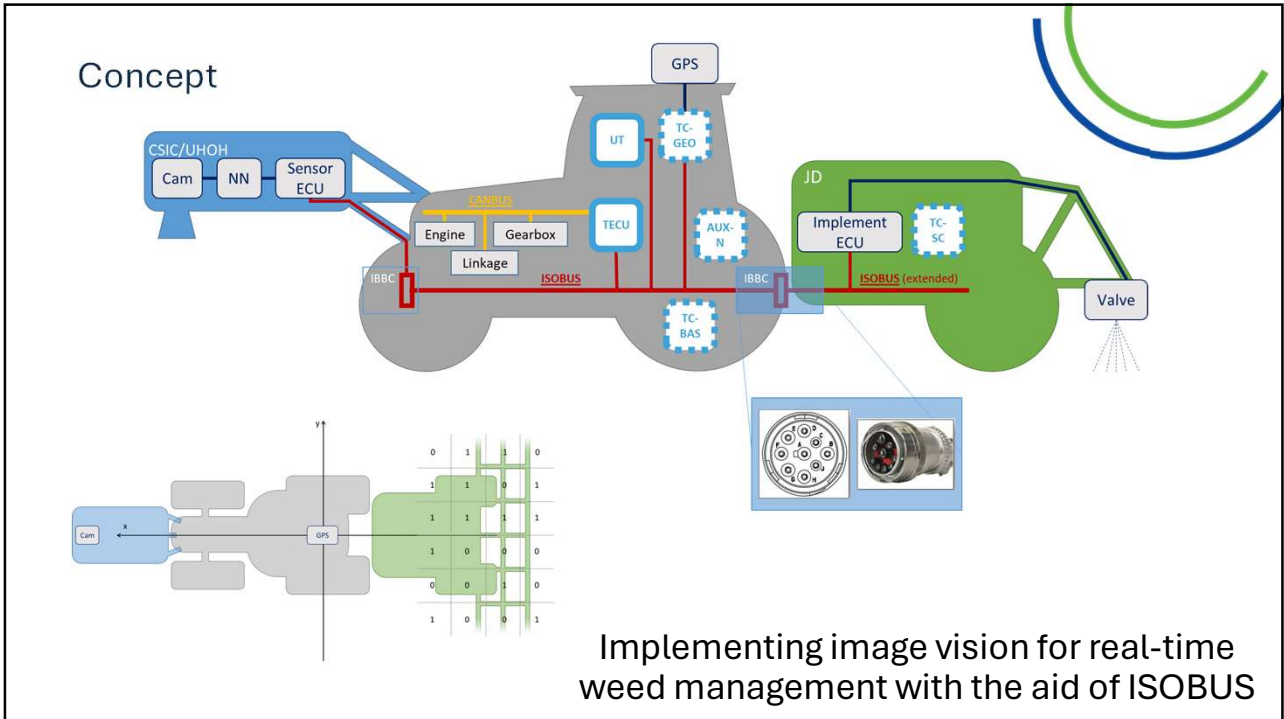 Concept
GPS
CSIC/UHOH
Cam
NN
Sensor
ECU
UT
TC-
GEO
CANBUS
Engine
Gearbox
Linkage
TECU
AUX-
N
IBBC
ISOBUS
TC-
BAS
IBBC
JD
Implement
ECU
TC-
SC
ISOBUS (extended)
Valve
E D
F C
A B
J
G H
y
x
Cam
GPS
0 1 1 0
1 1 0 1
1 1 1 1
1 0 0 0
0 0 1 0
1 0 0 1
Implementing image vision for real-time
weed management with the aid of ISOBUS